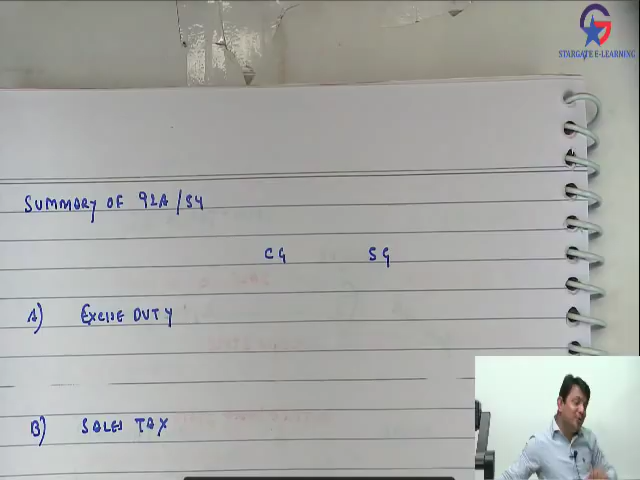 STARGATE E-LEARNING
SUMMARY OF 92A/54
CG SG
A) EXCISE DUTY
B) SALES TAX